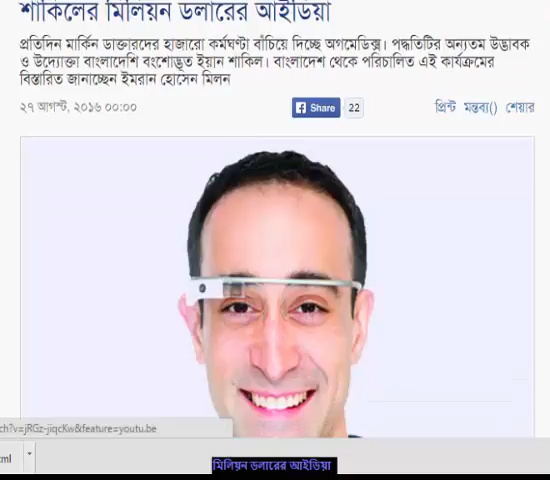 শাকিলের মিলিয়ন ডলারের আইডিয়া
প্রতিদিন মার্কিন ডাক্তারদের হাজারো কর্মঘণ্টা বাঁচিয়ে দিচ্ছে অগমেডিক্স। পদ্ধতিটির অন্যতম উদ্ভাবক
ও উদ্যোক্তা বাংলাদেশি বংশোদ্ভূত ইয়ান শাকিল। বাংলাদেশ থেকে পরিচালিত এই কার্যক্রমের
বিস্তারিত জানাচ্ছেন ইমরান হোসেন মিলন
২৭ আগস্ট, ২০১৬ ০০:০০ Share 22 প্রিন্ট মন্তব্য() শেয়ার
ch?v=jRGz-jiqcKw&feature=youtu.be
ml
মিলিয়ন ডলারের আইডিয়া